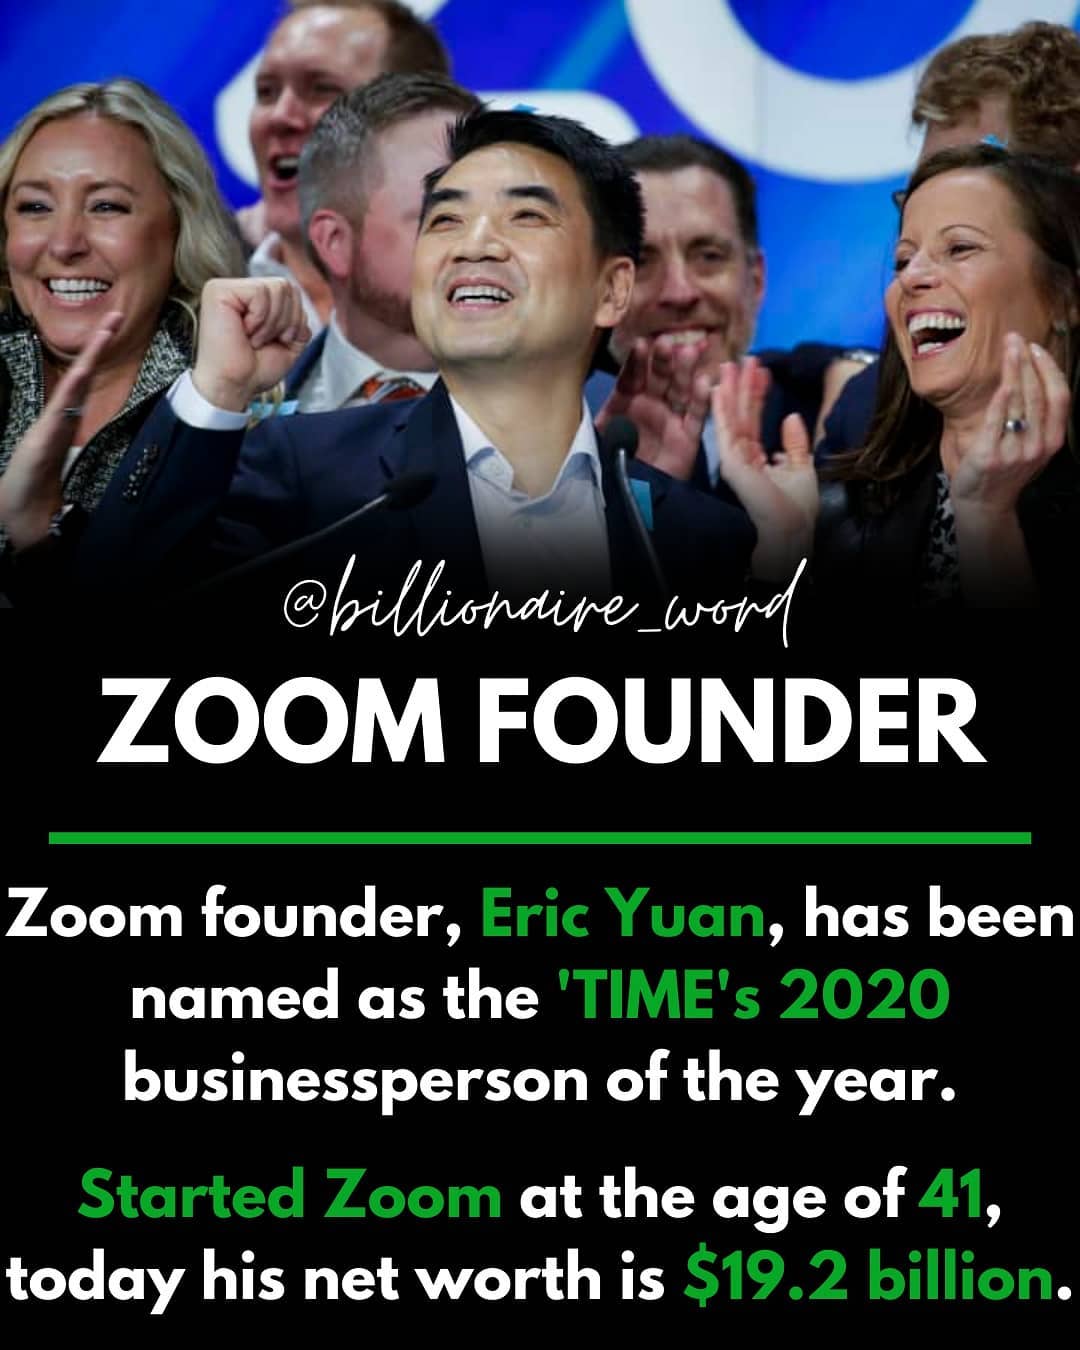 @billionaire_word
ZOOM FOUNDER
Zoom founder, Eric Yuan, has been
named as the 'TIME's 2020
businessperson of the year.
Started Zoom at the age of 41,
today his net worth is $19.2 billion.